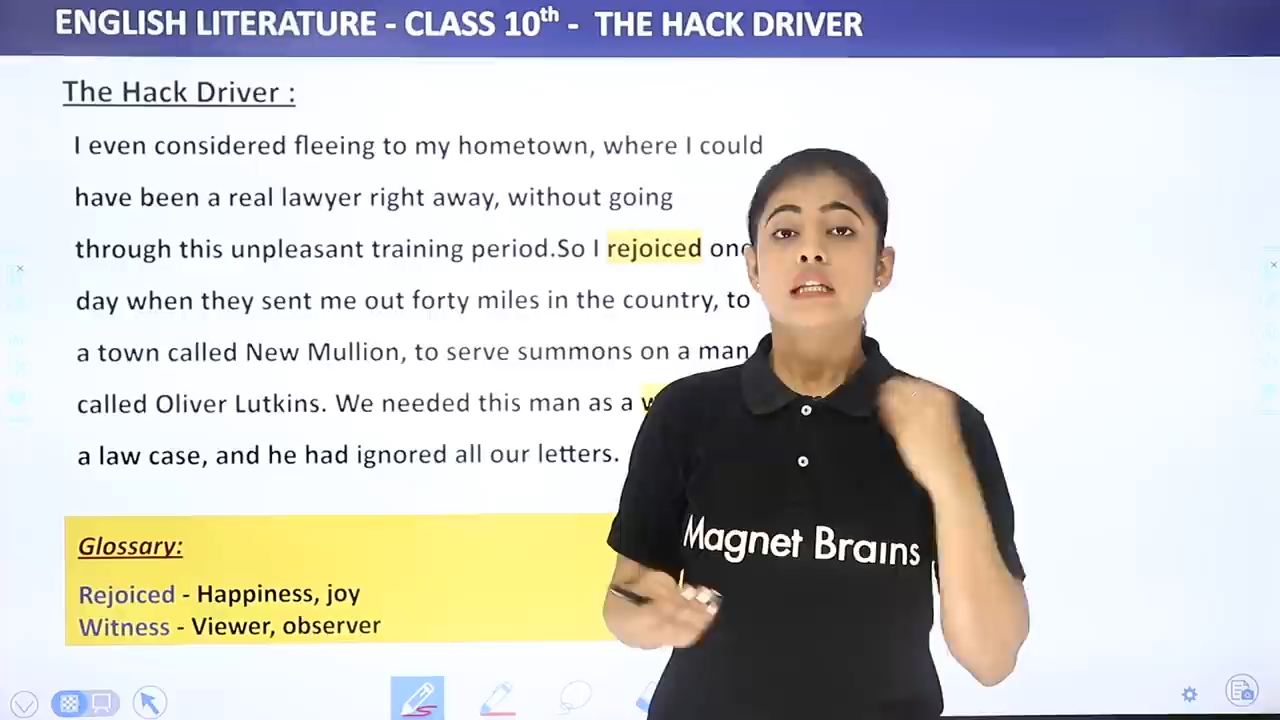 ENGLISH LITERATURE - CLASS 10th - THE HACK DRIVER
The Hack Driver :
I even considered fleeing to my hometown, where I could
have been a real lawyer right away, without going
through this unpleasant training period.So I rejoiced one
day when they sent me out forty miles in the country, to
a town called New Mullion, to serve summons on a man
called Oliver Lutkins. We needed this man as a
a law case, and he had ignored all our letters.
Glossary:
Rejoiced - Happiness, joy
Witness - Viewer, observer
Magnet Brains